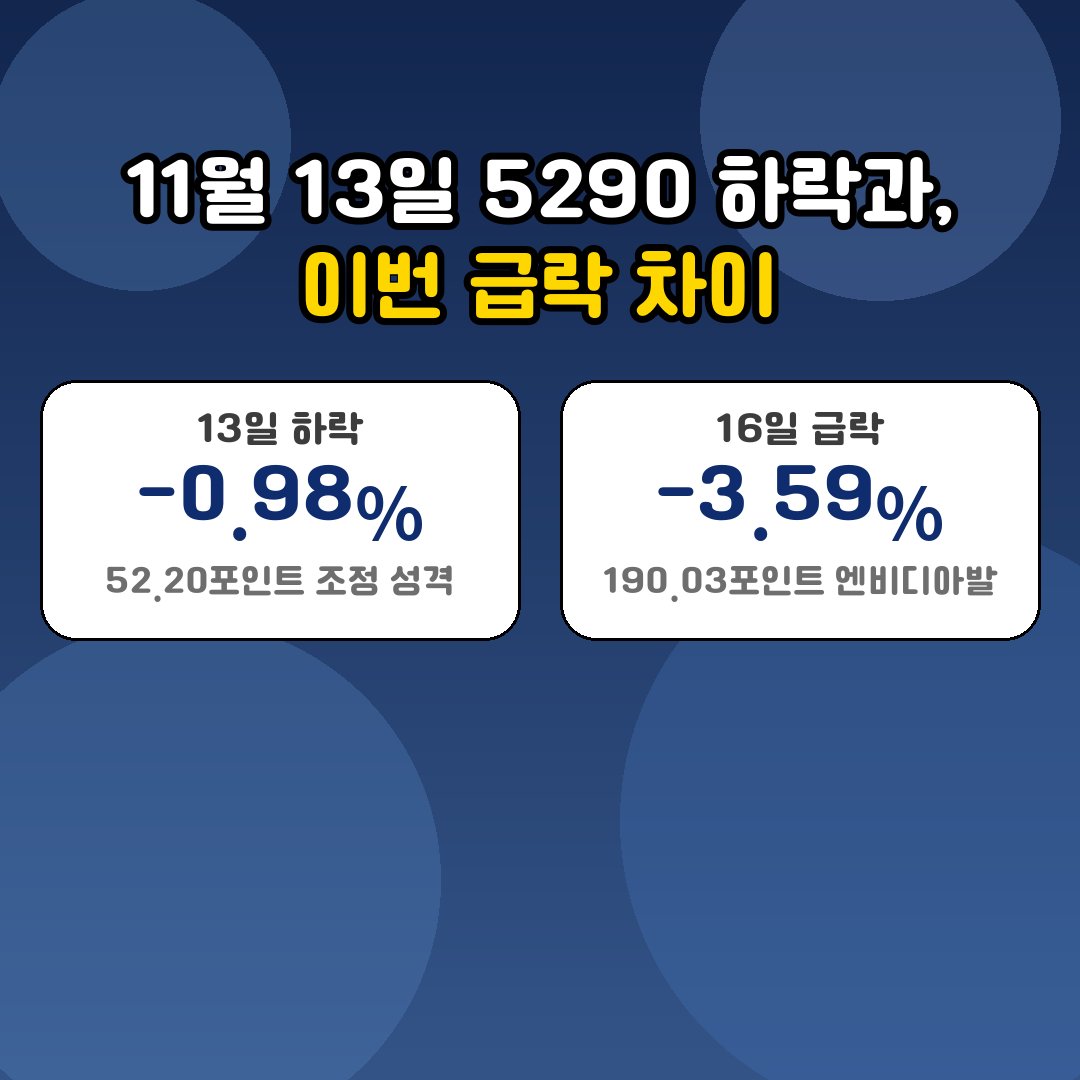 11월 13일 5290 하락과,
이번 급락 차이
13일 하락
-0.98%
52.20포인트 조정 성격
16일 급락
-3.59%
190.03포인트 엔비디아발